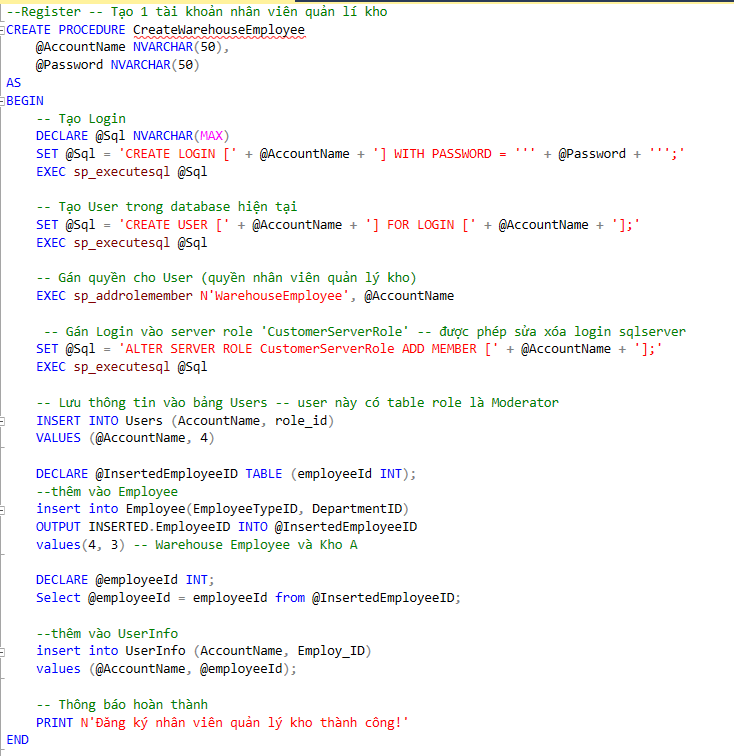 --Register -- Tạo 1 tài khoản nhân viên quản lí kho
CREATE PROCEDURE CreateWarehouseEmployee
@AccountName NVARCHAR(50),
@Password NVARCHAR(50)
AS
BEGIN
-- Tạo Login
DECLARE @Sql NVARCHAR(MAX)
SET @Sql = 'CREATE LOGIN [' + @AccountName + '] WITH PASSWORD = ''' + @Password + ''';'
EXEC sp_executesql @Sql
-- Tạo User trong database hiện tại
SET @Sql = 'CREATE USER [' + @AccountName + '] FOR LOGIN [' + @AccountName + '];'
EXEC sp_executesql @Sql
-- Gán quyền cho User (quyền nhân viên quản lý kho)
EXEC sp_addrolemember N'WarehouseEmployee', @AccountName
-- Gán Login vào server role 'CustomerServerRole' -- được phép sửa xóa login sqlserver
SET @Sql = 'ALTER SERVER ROLE CustomerServerRole ADD MEMBER [' + @AccountName + '];'
EXEC sp_executesql @Sql
-- Lưu thông tin vào bảng Users -- user này có table role là Moderator
INSERT INTO Users (AccountName, role_id)
VALUES (@AccountName, 4)
DECLARE @InsertedEmployeeID TABLE (employeeId INT);
--thêm vào Employee
insert into Employee(EmployeeTypeID, DepartmentID)
OUTPUT INSERTED.EmployeeID INTO @InsertedEmployeeID
values(4, 3) -- Warehouse Employee và Kho A
DECLARE @employeeId INT;
Select @employeeId = employeeId from @InsertedEmployeeID;
--thêm vào UserInfo
insert into UserInfo (AccountName, Employ_ID)
values (@AccountName, @employeeId);
-- Thông báo hoàn thành
PRINT N'Đăng ký nhân viên quản lý kho thành công!'
END